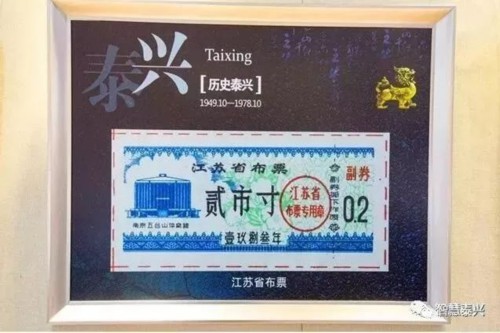 泰兴
Taixing
[历史泰兴]
1949.10—1978.10
江苏省布票
贰市寸
江苏省
布票专用章
副券
0.2
南京五台山体育馆
壹玖捌叁年
江苏省布票
智慧泰兴